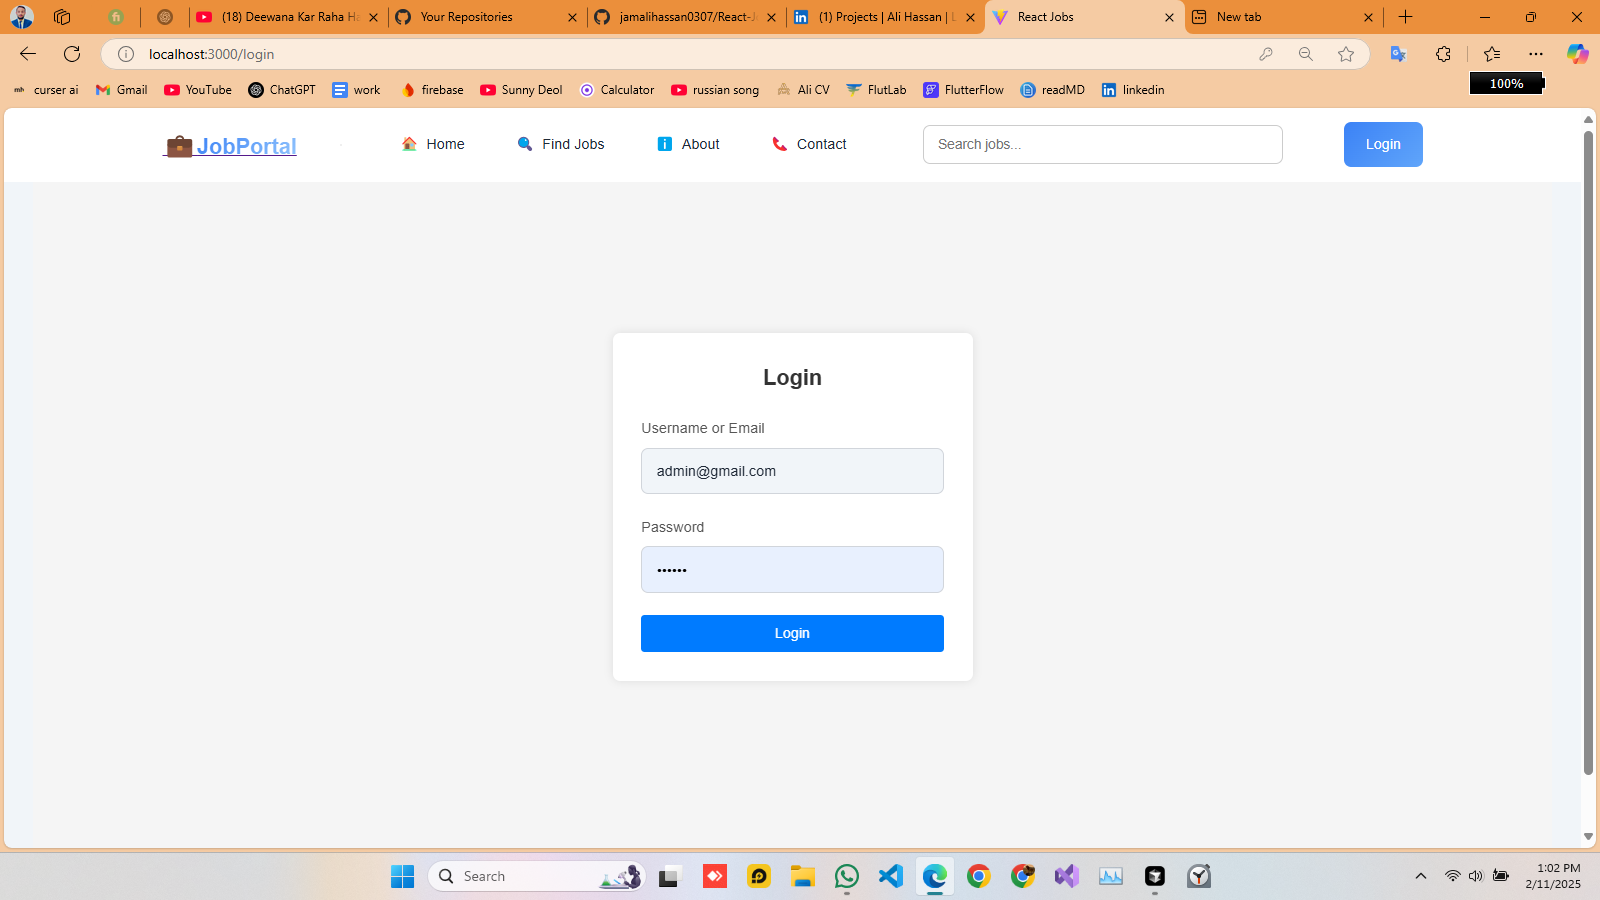 (18) Deewana Kar Raha Ha
Your Repositories
jamalihassan0307/React-Jo
(1) Projects | Ali Hassan | L
React Jobs
New tab
localhost:3000/login
curser ai
Gmail
YouTube
ChatGPT
work
firebase
Sunny Deol
Calculator
russian song
Ali CV
FlutLab
FlutterFlow
readMD
linkedin
100%
JobPortal
Home
Find Jobs
About
Contact
Search jobs...
Login
Login
Username or Email
admin@gmail.com
Password
••••••
Login
Search
1:02 PM
2/11/2025